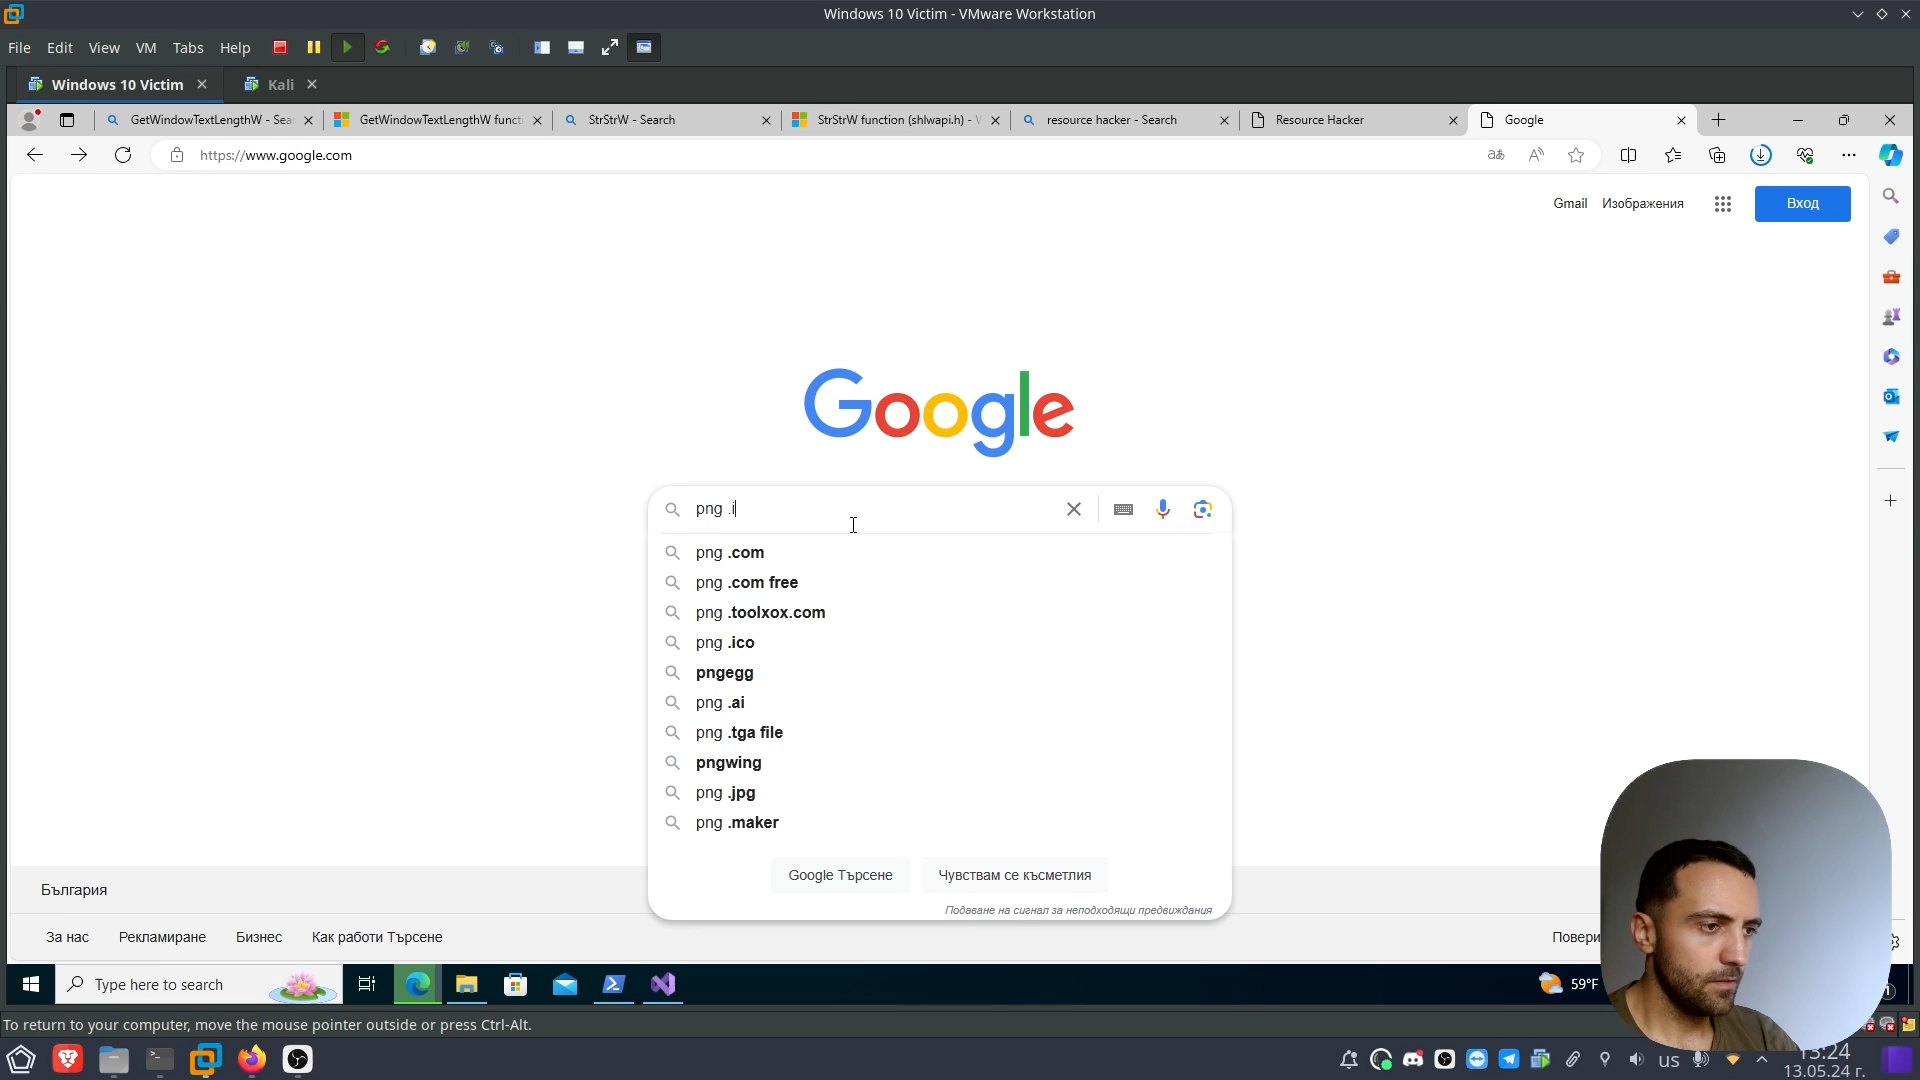 Windows 10 Victim - VMware Workstation
File Edit View VM Tabs Help
Windows 10 Victim Kali
GetWindowTextLengthW - Sea GetWindowTextLengthW functi StrStrW - Search StrStrW function (shlwapi.h) - resource hacker - Search Resource Hacker Google
https://www.google.com
Gmail Изображения Вход
Google
png .i
png .com
png .com free
png .toolxox.com
png .ico
pngegg
png .ai
png .tga file
pngwing
png .jpg
png .maker
Google Търсене Чувствам се късметлия
Подаване на сигнал за неподходящи предвиждания
България
За нас Рекламиране Бизнес Как работи Търсене Повери
Type here to search 59°F
To return to your computer, move the mouse pointer outside or press Ctrl-Alt.
us 13:24
13.05.24 г.